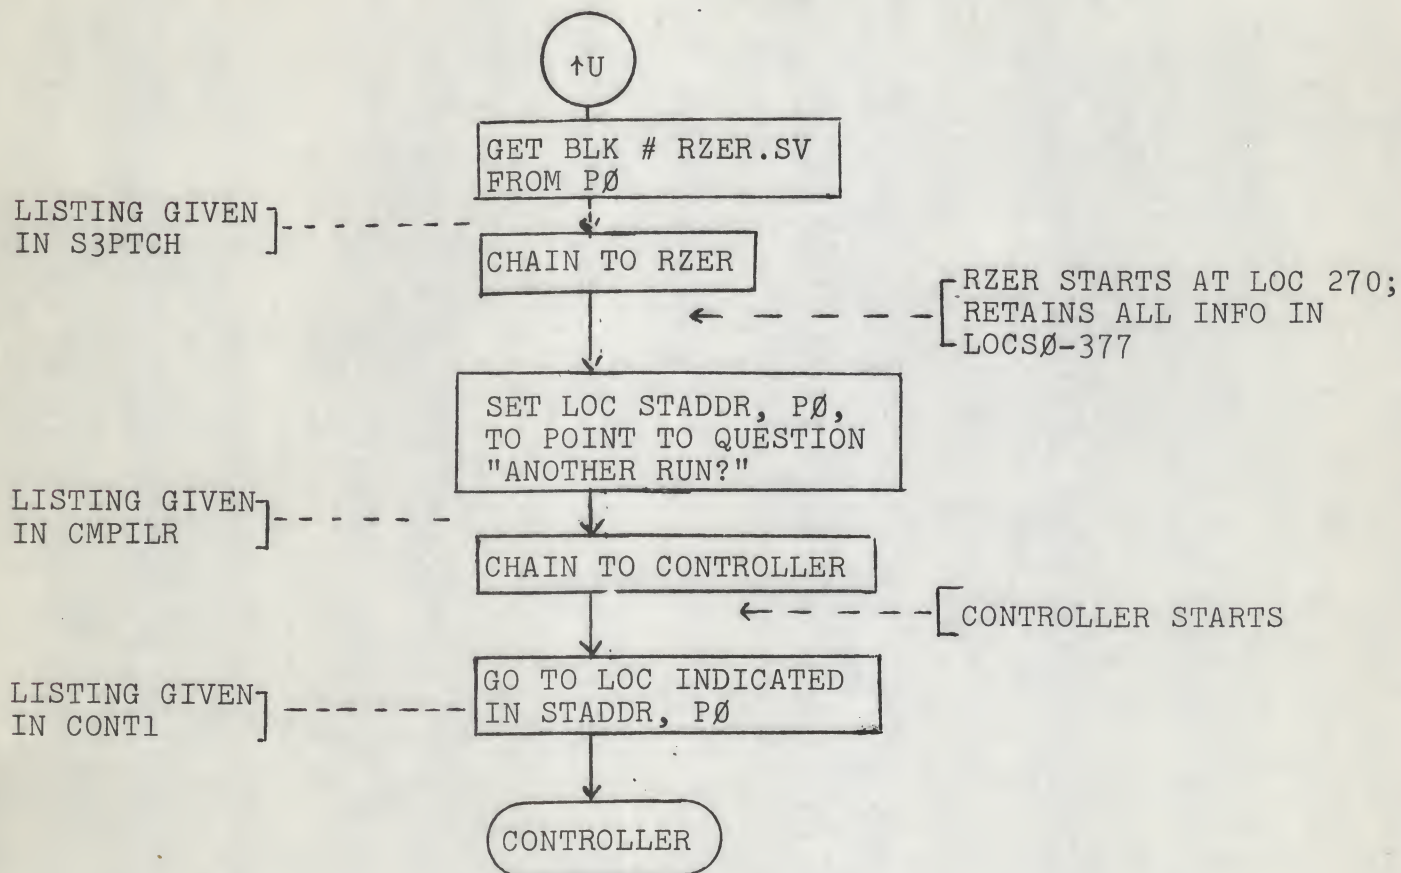 ↑U
GET BLK # RZER.SV
FROM PØ
LISTING GIVEN
IN S3PTCH
CHAIN TO RZER
RZER STARTS AT LOC 270;
RETAINS ALL INFO IN
LOCSØ-377
SET LOC STADDR, PØ,
TO POINT TO QUESTION
"ANOTHER RUN?"
LISTING GIVEN
IN CMPILR
CHAIN TO CONTROLLER
CONTROLLER STARTS
LISTING GIVEN
IN CONT1
GO TO LOC INDICATED
IN STADDR, PØ
CONTROLLER